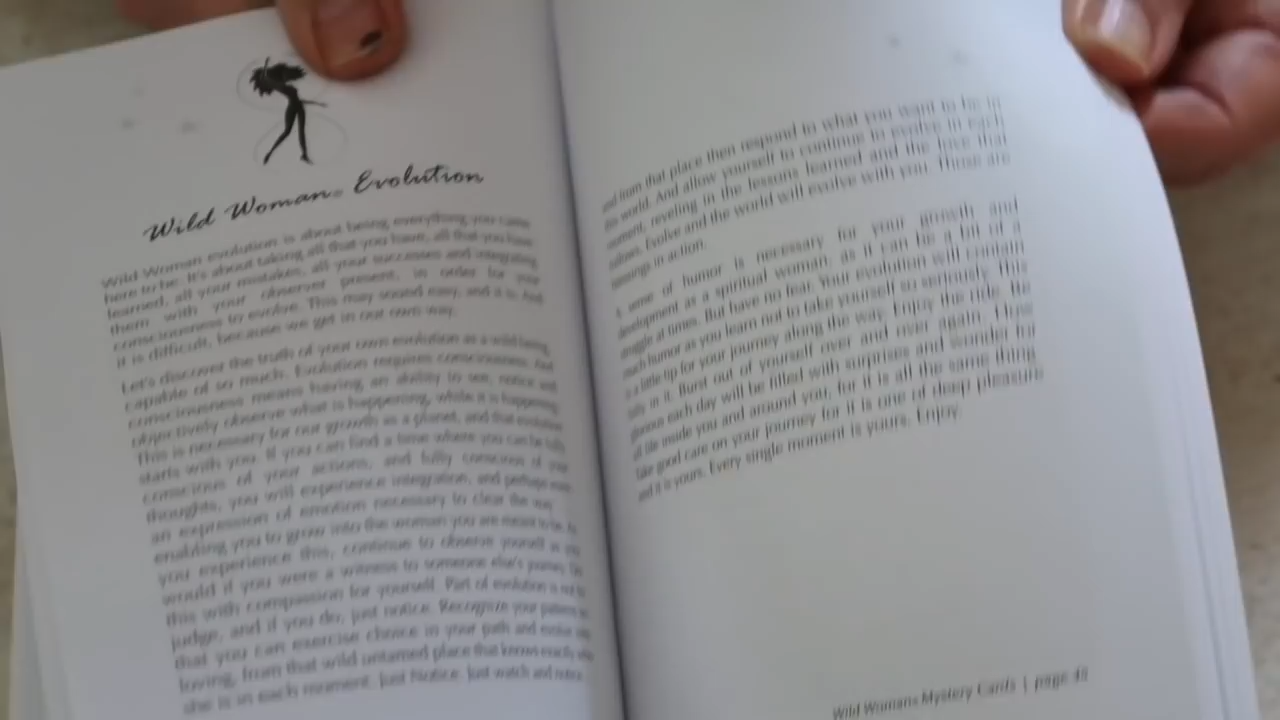 Wild Woman® Evolution
Wild Woman evolution is about being everything you came
here to be. It's about taking all that you have, all that you have
learned, all your mistakes, all your successes and integrating
them with your observer present, in order for your
consciousness to evolve. This may sound easy, and it is. And
it is difficult, because we get in our own way.
Let's discover the truth of your own evolution as a wild being,
capable of so much. Evolution requires consciousness. And
consciousness means having an ability to see, notice and
objectively observe what is happening, while it is happening.
This is necessary for our growth as a planet, and that evolution
starts with you. If you can find a time where you can be fully
conscious of your actions, and fully conscious of your
thoughts, you will experience integration, and perhaps even
an expression of emotion necessary to clear the way,
enabling you to grow into the woman you are meant to be. As
you experience this, continue to observe yourself as you
would if you were a witness to someone else's journey. Do
this with compassion for yourself. Part of evolution is not to
judge, and if you do, just notice. Recognize your patterns so
that you can exercise choice in your path and evolve into
loving, from that wild untamed place that knows exactly who
she is in each moment. Just Notice. Just watch and notice
and from that place then respond to what you want to be in
this world. And allow yourself to continue to evolve in each
moment, reveling in the lessons learned and the love that
follows. Evolve and the world will evolve with you. Those are
blessings in action.
A sense of humor is necessary for your growth and
development as a spiritual woman, as it can be a bit of a
struggle at times. But have no fear. Your evolution will contain
much humor as you learn not to take yourself so seriously. This
is a little tip for your journey along the way. Enjoy the ride. Be
fully in it. Burst out of yourself over and over again. How
glorious each day will be filled with surprises and wonder for
all life inside you and around you, for it is all the same thing.
Take good care on your journey for it is one of deep pleasure
and it is yours. Every single moment is yours. Enjoy.
Wild Woman® Mystery Cards | page 48